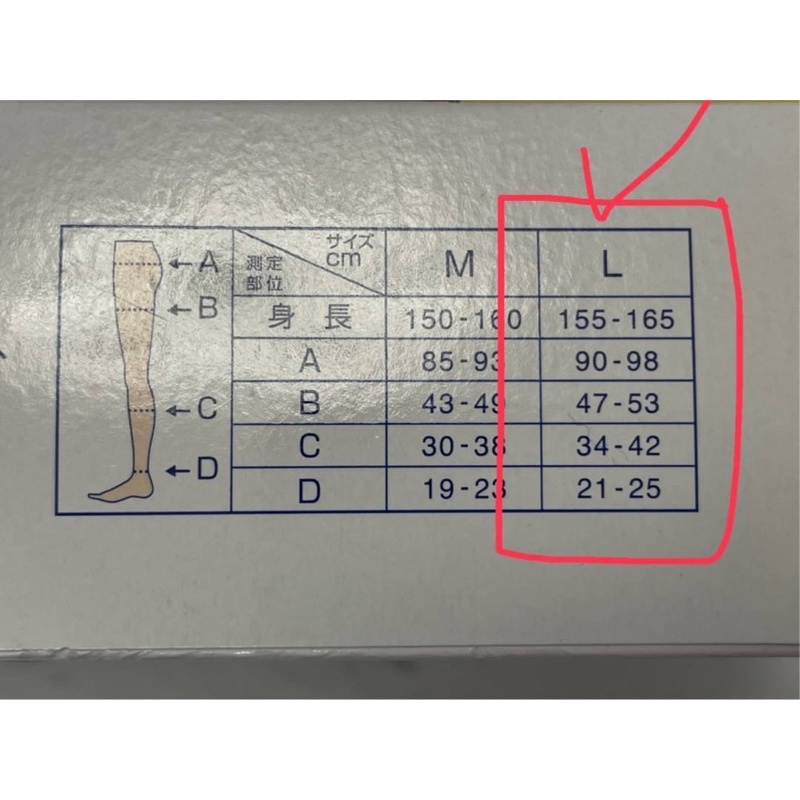 A
B
C
D
サイズ
cm
測定
部位
M
L
身長
150-160
155-165
A
85-93
90-98
B
43-49
47-53
C
30-38
34-42
D
19-23
21-25